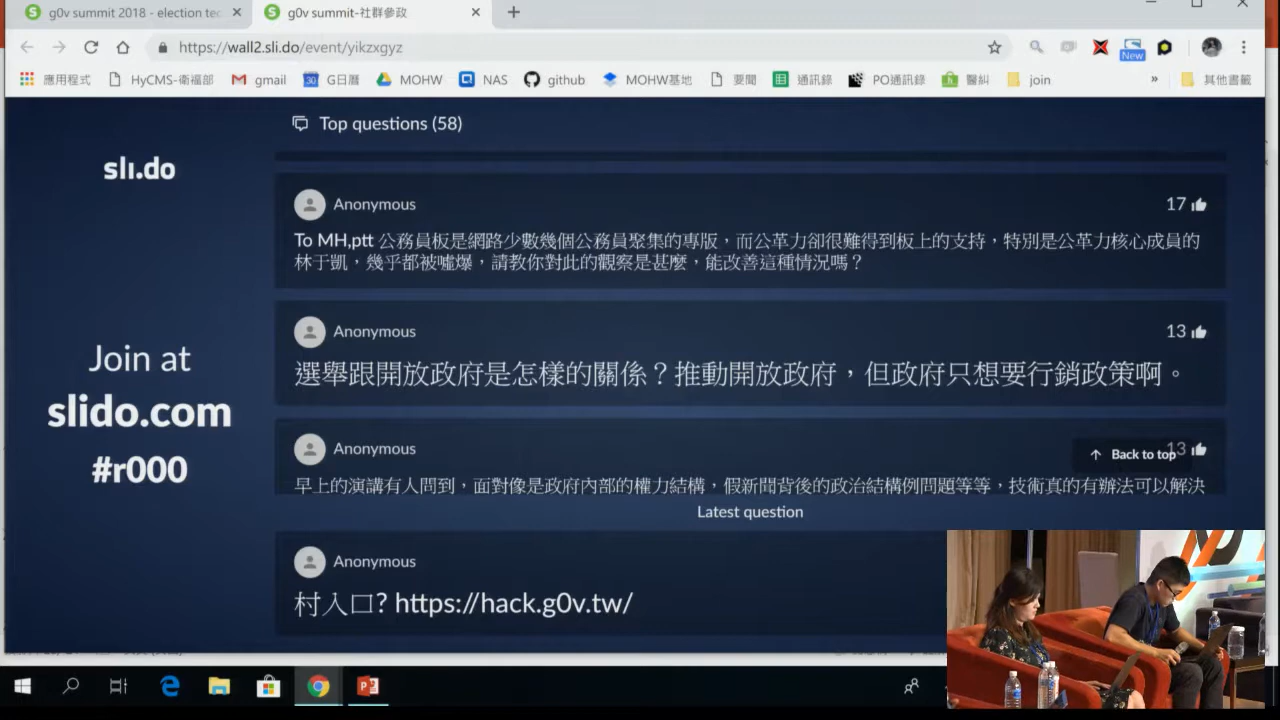 g0v summit 2018 - election tec
g0v summit-社群參政
https://wall2.sli.do/event/yikzxgyz
New
應用程式
HyCMS-衛福部
gmail
30
G日曆
MOHW
NAS
github
MOHW基地
要聞
通訊錄
PO通訊錄
醫糾
join
»
其他書籤
Top questions (58)
sli.do
Anonymous
17
To MH,ptt 公務員板是網路少數幾個公務員聚集的專版，而公革力卻很難得到板上的支持，特別是公革力核心成員的
林于凱，幾乎都被噓爆，請教你對此的觀察是甚麼，能改善這種情況嗎？
Anonymous
13
選舉跟開放政府是怎樣的關係？推動開放政府，但政府只想要行銷政策啊。
Join at
slido.com
#r000
Anonymous
13
Back to top
早上的演講有人問到，面對像是政府內部的權力結構，假新聞背後的政治結構例問題等等，技術真的有辦法可以解決
Latest question
Anonymous
村入口? https://hack.g0v.tw/